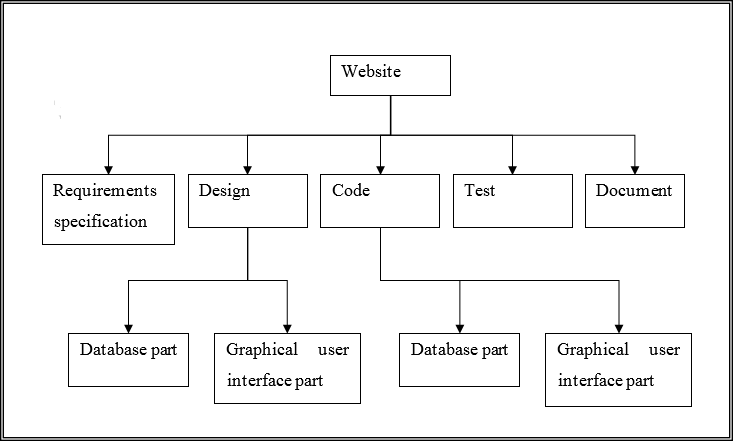 Website
Requirements
specification
Design
Code
Test
Document
Database part
Graphical user
interface part
Database part
Graphical user
interface part